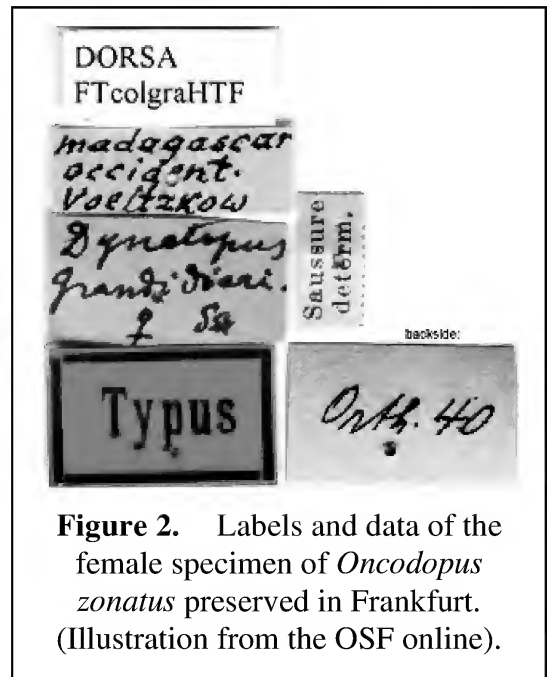 DORSA
FTcolgraHTF
madagascar
occident.
Voeltzkow
Dynatopus
grandidieri.
♀ Ss
Saussure
determ.
backside:
Typus
Orth. 40
Figure 2. Labels and data of the
female specimen of Oncodopus
zonatus preserved in Frankfurt.
(Illustration from the OSF online).